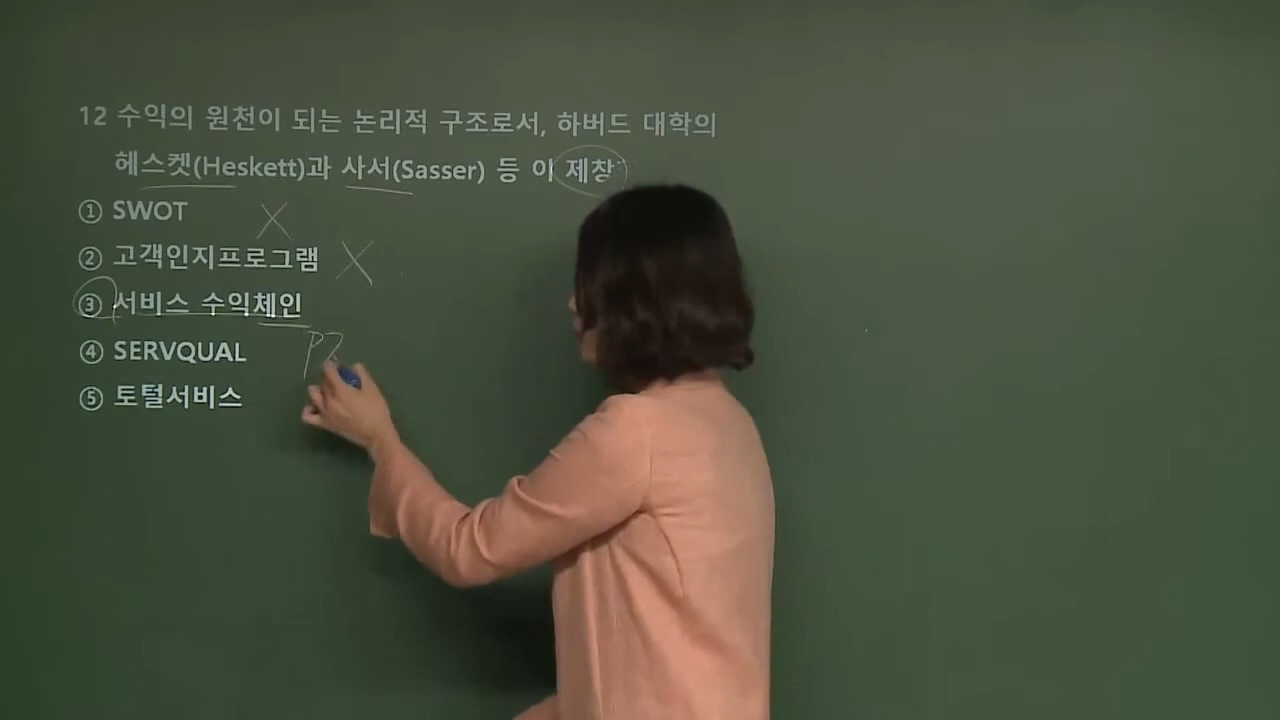 12 수익의 원천이 되는 논리적 구조로서, 하버드 대학의
헤스켓(Heskett)과 사서(Sasser) 등 이 제창
① SWOT X
② 고객인지프로그램 X
③ 서비스 수익체인
④ SERVQUAL
⑤ 토털서비스